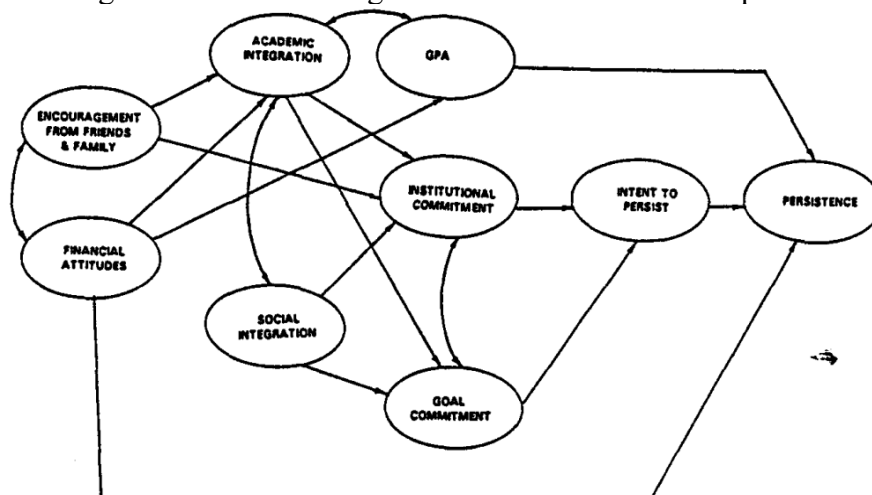 ACADEMIC
INTEGRATION
GPA
ENCOURAGEMENT
FROM FRIENDS
& FAMILY
INSTITUTIONAL
COMMITMENT
INTENT TO
PERSIST
PERSISTENCE
FINANCIAL
ATTITUDES
SOCIAL
INTEGRATION
GOAL
COMMITMENT